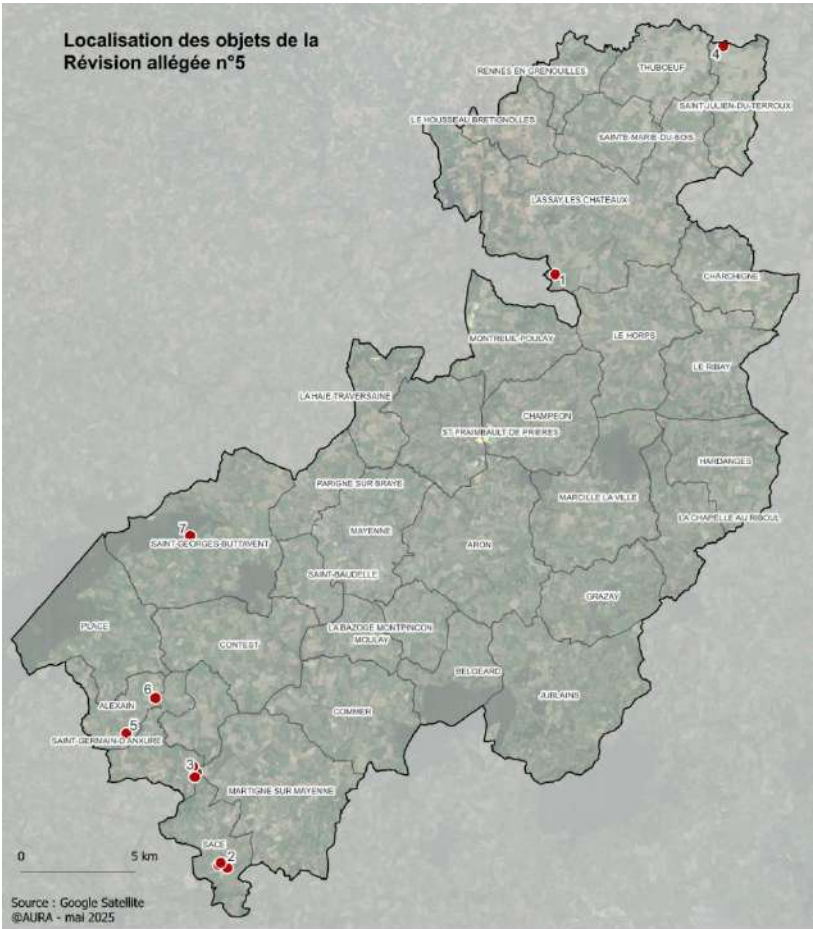 Localisation des objets de la
Révision allégée n°5
4
THUBOEUF
RENNES EN GRENOUILLES
SAINT JULIEN-DU-TERROUX
LE HOUSSEAU BRETIGNOLLES
SAINTE-MARIE-DU-BOIS
LASSAY LES CHATEAUX
1
CHARCHIGNE
MONTREUIL-POULAY
LE HORPS
LE RIBAY
LA HAIE TRAVERSAINE
CHAMPEON
ST-FRAIMBAULT DE PRIERES
HARDANGES
PARIGNE SUR BRAYE
MARCILLE LA VILLE
LA CHAPELLE AU RIBOUL
7
MAYENNE
SAINT-GEORGES-BUTTAVENT
ARON
SAINT-BAUDELLE
GRAZAY
PLACE
LA BAZOGE MONTPINCON
MOULAY
CONTEST
BELGEARD
6
JUBLAINS
ALEXAIN
COMMER
5
SAINT-GERMAIN-D'ANXURE
3
MARTIGNE SUR MAYENNE
SACE
2
0 5 km
Source : Google Satellite
@AURA - mai 2025